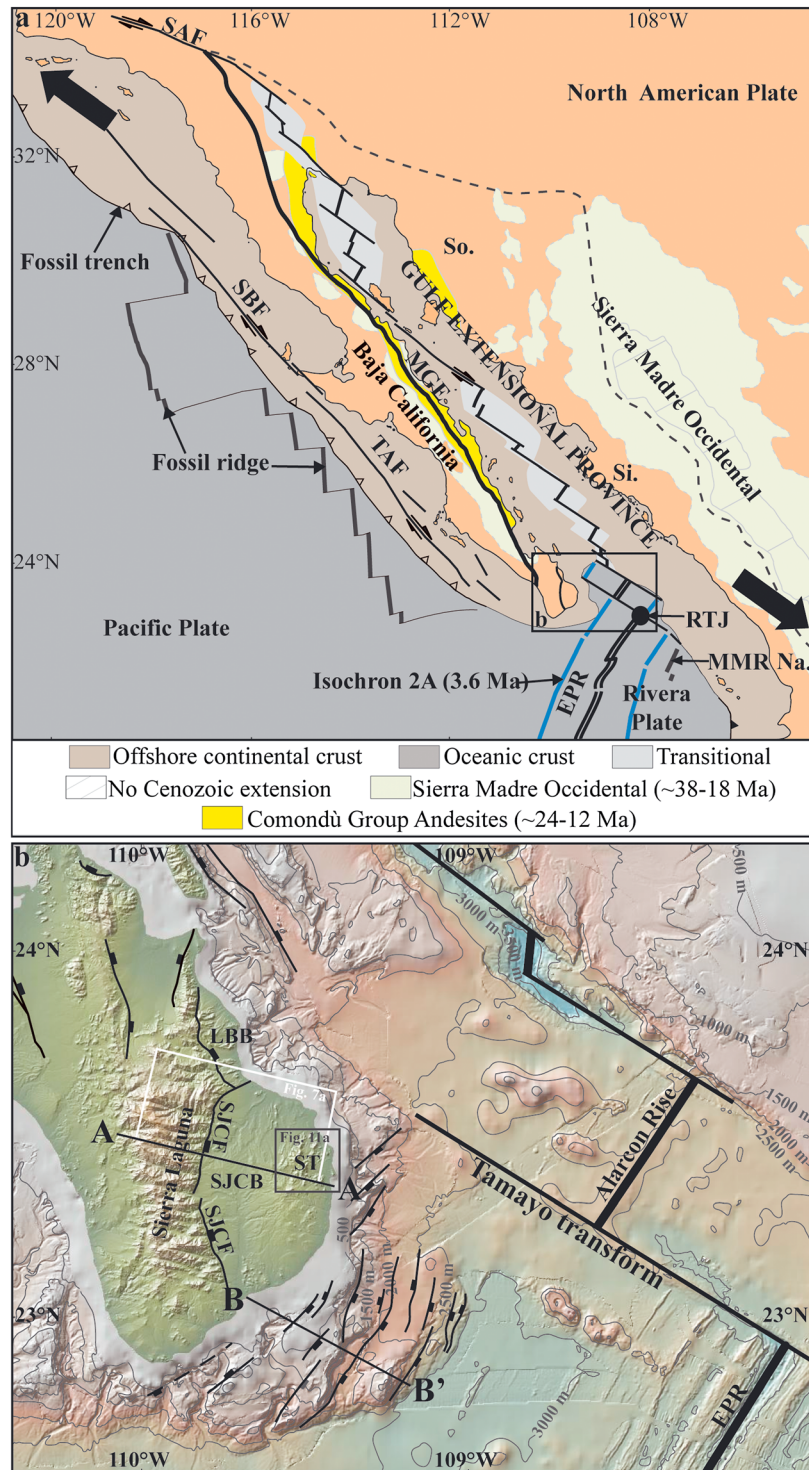 a
120°W
116°W
112°W
108°W
SAF
North American Plate
32°N
Fossil trench
So.
GULF EXTENSIONAL PROVINCE
SBF
Sierra Madre Occidental
28°N
MGE
Baja California
Fossil ridge
TAF
Si.
24°N
b
Pacific Plate
RTJ
MMR Na.
Isochron 2A (3.6 Ma)
EPR
Rivera
Plate
Offshore continental crust
Oceanic crust
Transitional
No Cenozoic extension
Sierra Madre Occidental (~38-18 Ma)
Comondù Group Andesites (~24-12 Ma)
b
110°W
109°W
500 m
3000 m
2500 m
24°N
24°N
1000 m
LBB
1500 m
2000 m
2500 m
Fig. 7a
SJCF
A
Fig. 11a
ST
Sierra Laguna
SJCB
A
Alarcon Rise
Tamayo transform
SJCF
500
1500 m
B
23°N
23°N
B'
3000 m
EPR
110°W
109°W